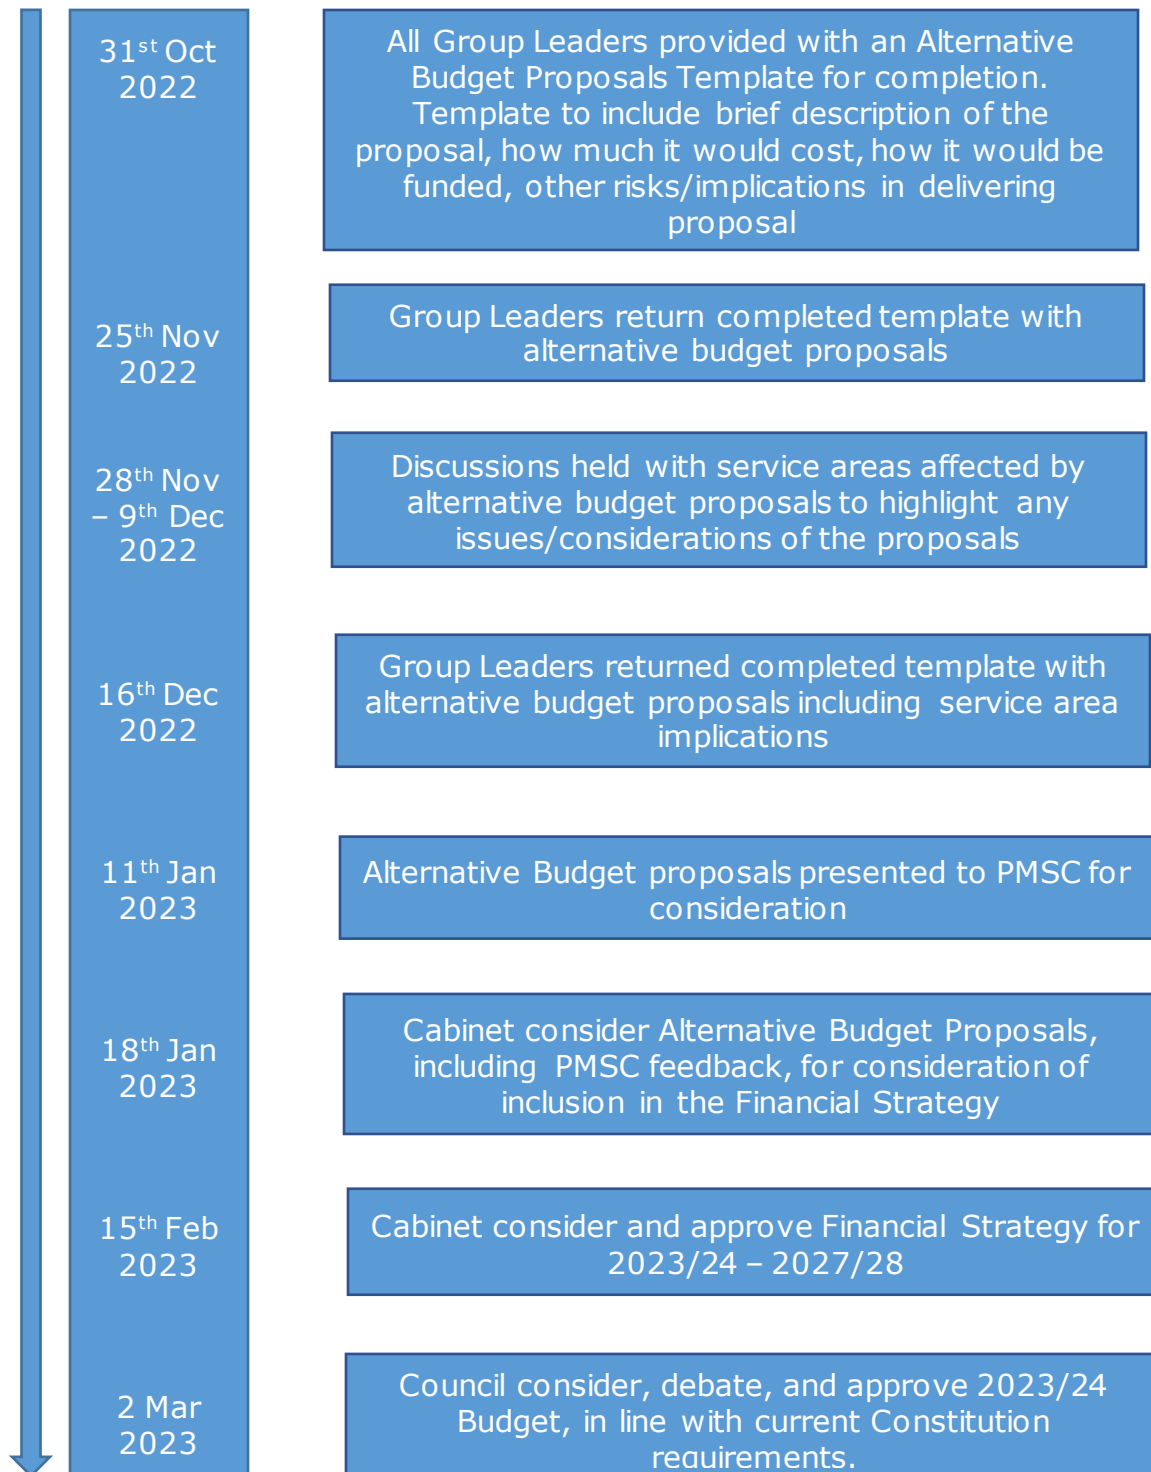 31st Oct
2022
All Group Leaders provided with an Alternative
Budget Proposals Template for completion.
Template to include brief description of the
proposal, how much it would cost, how it would be
funded, other risks/implications in delivering
proposal
25th Nov
2022
Group Leaders return completed template with
alternative budget proposals
28th Nov
– 9th Dec
2022
Discussions held with service areas affected by
alternative budget proposals to highlight any
issues/considerations of the proposals
16th Dec
2022
Group Leaders returned completed template with
alternative budget proposals including service area
implications
11th Jan
2023
Alternative Budget proposals presented to PMSC for
consideration
18th Jan
2023
Cabinet consider Alternative Budget Proposals,
including PMSC feedback, for consideration of
inclusion in the Financial Strategy
15th Feb
2023
Cabinet consider and approve Financial Strategy for
2023/24 – 2027/28
2 Mar
2023
Council consider, debate, and approve 2023/24
Budget, in line with current Constitution
requirements.